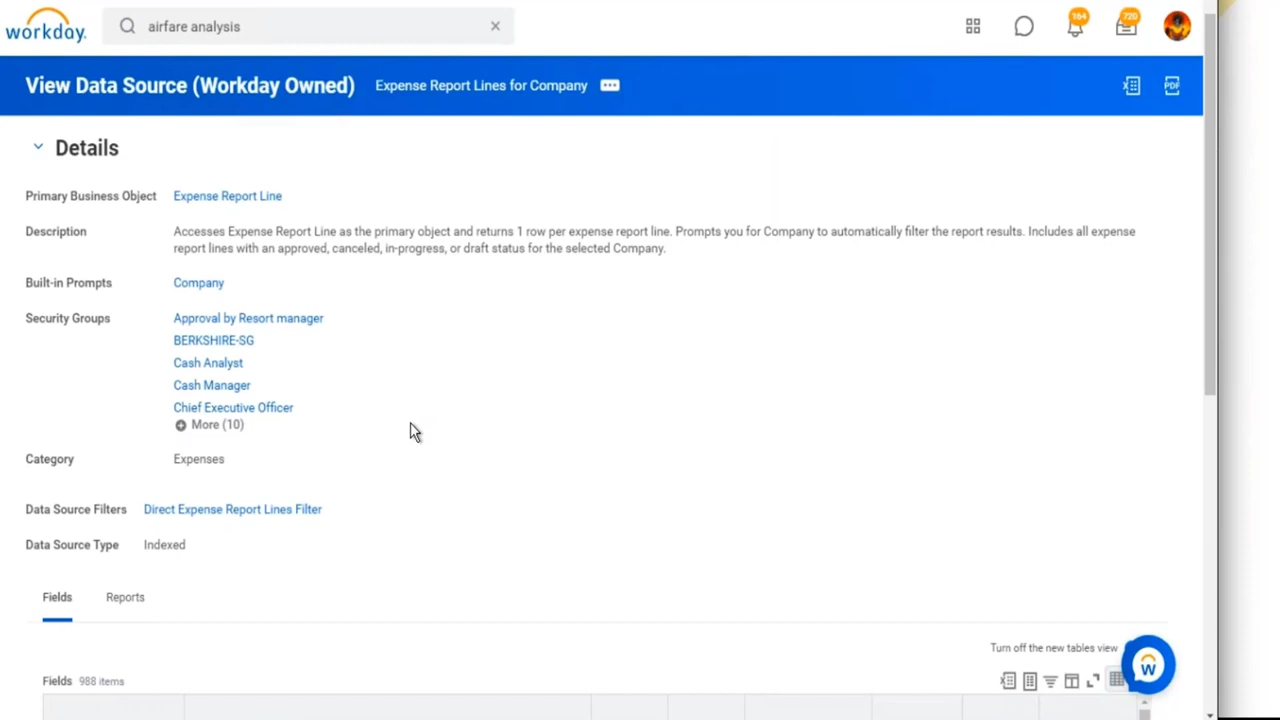 workday.
airfare analysis
164
720
View Data Source (Workday Owned)
Expense Report Lines for Company
PDF
Details
Primary Business Object
Expense Report Line
Description
Accesses Expense Report Line as the primary object and returns 1 row per expense report line. Prompts you for Company to automatically filter the report results. Includes all expense
report lines with an approved, canceled, in-progress, or draft status for the selected Company.
Built-in Prompts
Company
Security Groups
Approval by Resort manager
BERKSHIRE-SG
Cash Analyst
Cash Manager
Chief Executive Officer
More (10)
Category
Expenses
Data Source Filters
Direct Expense Report Lines Filter
Data Source Type
Indexed
Fields
Reports
Turn off the new tables view
W
Fields 988 items